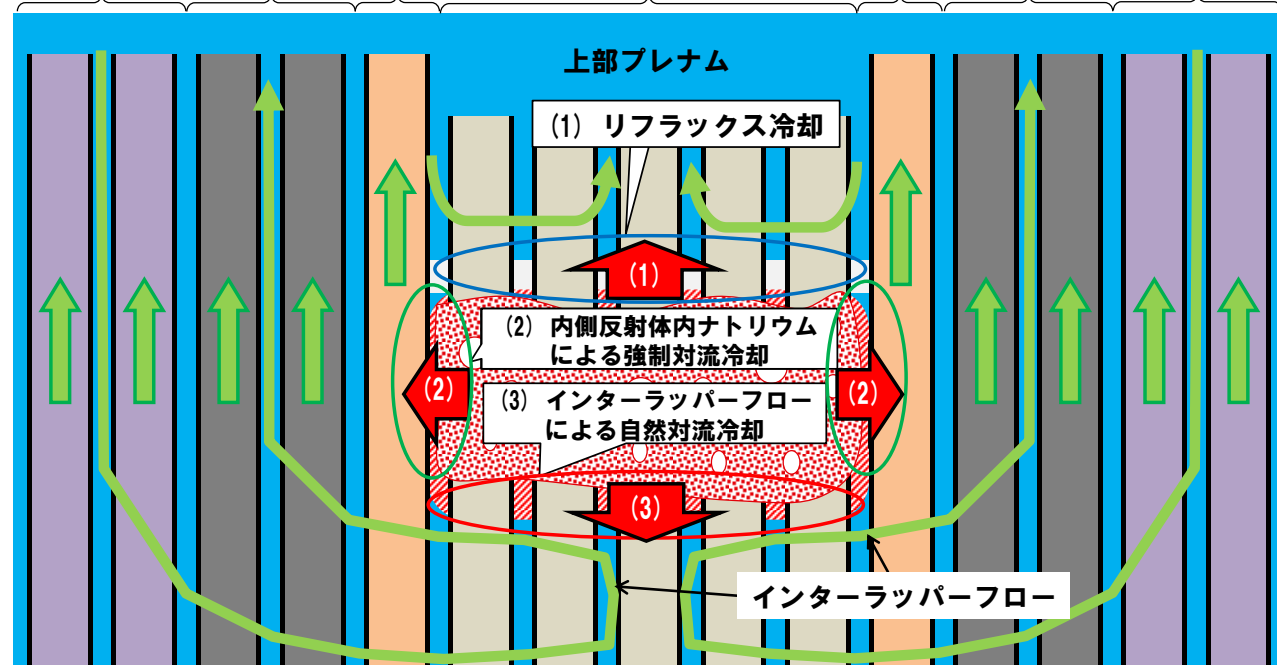 上部プレナム
(1) リフラックス冷却
(1)
(2) 内側反射体内ナトリウム
による強制対流冷却
(2)
(2)
(3) インターラッパーフロー
による自然対流冷却
(3)
インターラッパーフロー